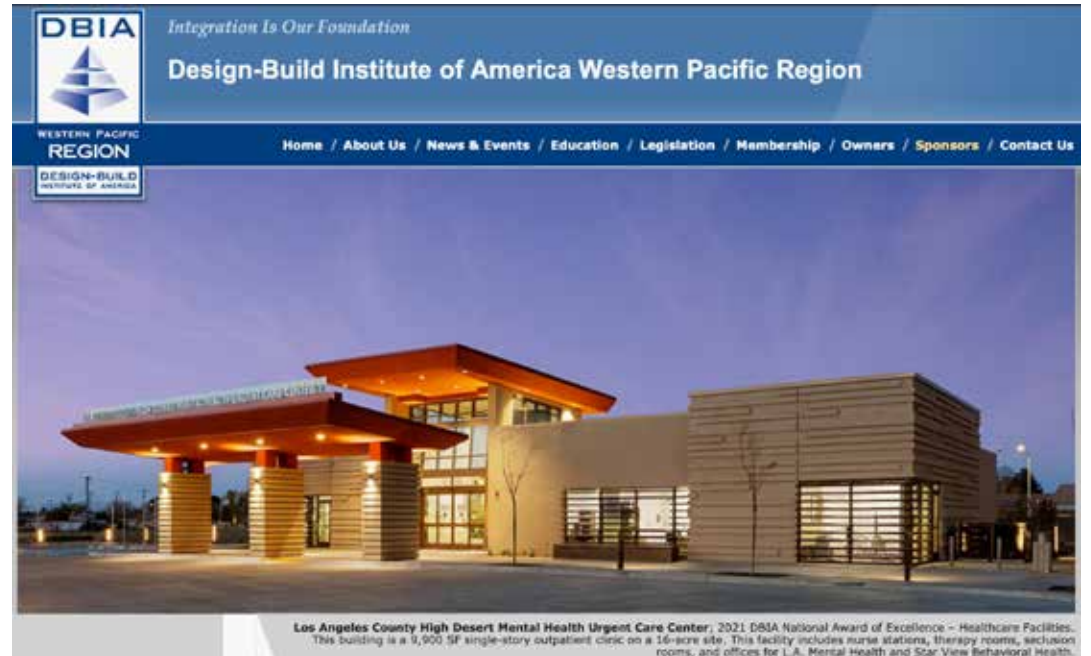 DBIA
WESTERN PACIFIC
REGION
DESIGN-BUILD
INSTITUTE OF AMERICA
Integration Is Our Foundation
Design-Build Institute of America Western Pacific Region
Home / About Us / News & Events / Education / Legislation / Membership / Owners / Sponsors / Contact Us
Los Angeles County High Desert Mental Health Urgent Care Center; 2021 DBIA National Award of Excellence – Healthcare Facilities.
This building is a 9,900 SF single-story outpatient clinic on a 16-acre site. This facility includes nurse stations, therapy rooms, seclusion
rooms, and offices for L.A. Mental Health and Star View Behavioral Health.